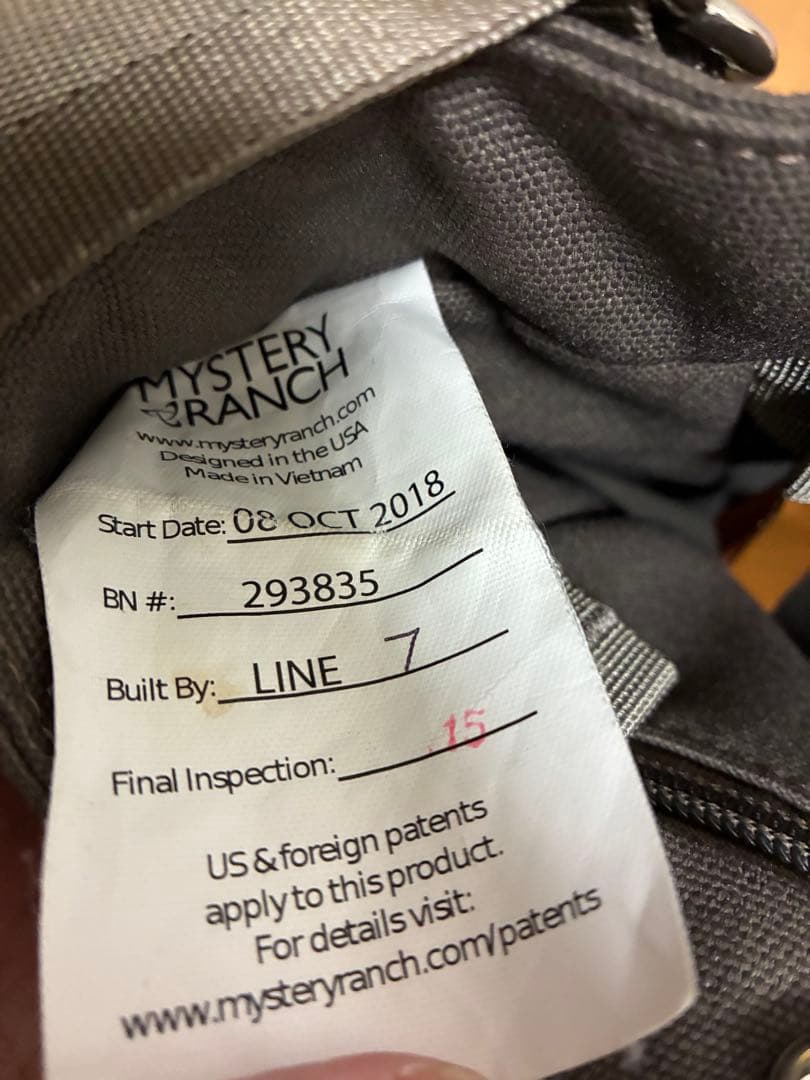 MYSTERY
RANCH
www.mysteryranch.com
Designed in the USA
Made in Vietnam
Start Date: 08 OCT 2018
BN #: 293835
Built By: LINE 7
Final Inspection: 15
US & foreign patents
apply to this product.
For details visit:
www.mysteryranch.com/patents